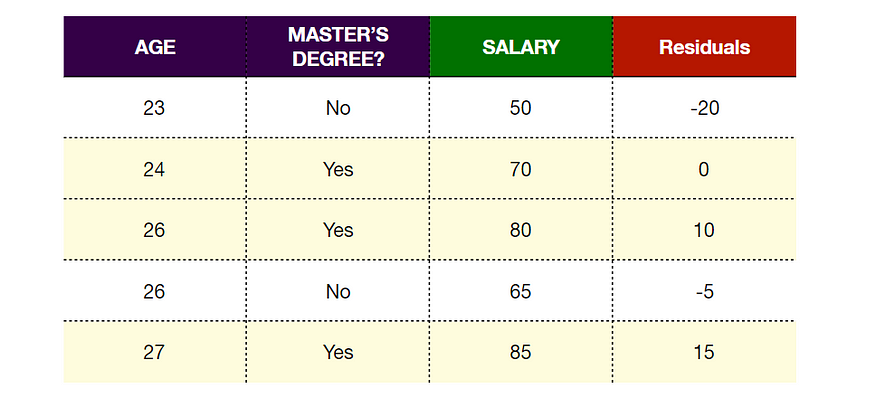 AGE MASTER’S DEGREE? SALARY Residuals
23 No 50 -20
24 Yes 70 0
26 Yes 80 10
26 No 65 -5
27 Yes 85 15